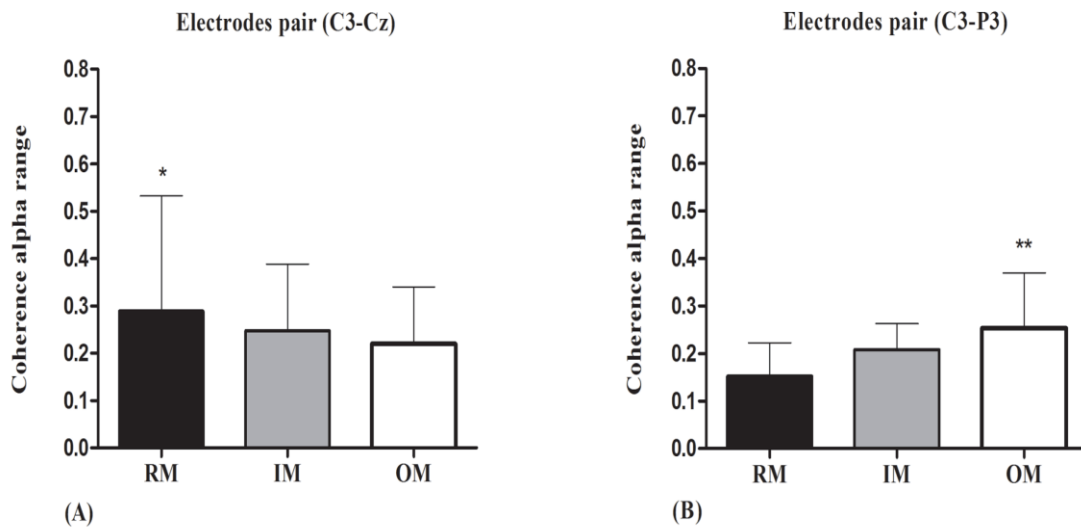 Electrodes pair (C3-Cz)
Coherence alpha range
0.8
0.7
0.6
0.5
0.4
0.3
0.2
0.1
0.0
*
RM IM OM
(A)
Electrodes pair (C3-P3)
Coherence alpha range
0.8
0.7
0.6
0.5
0.4
0.3
0.2
0.1
0.0
**
RM IM OM
(B)